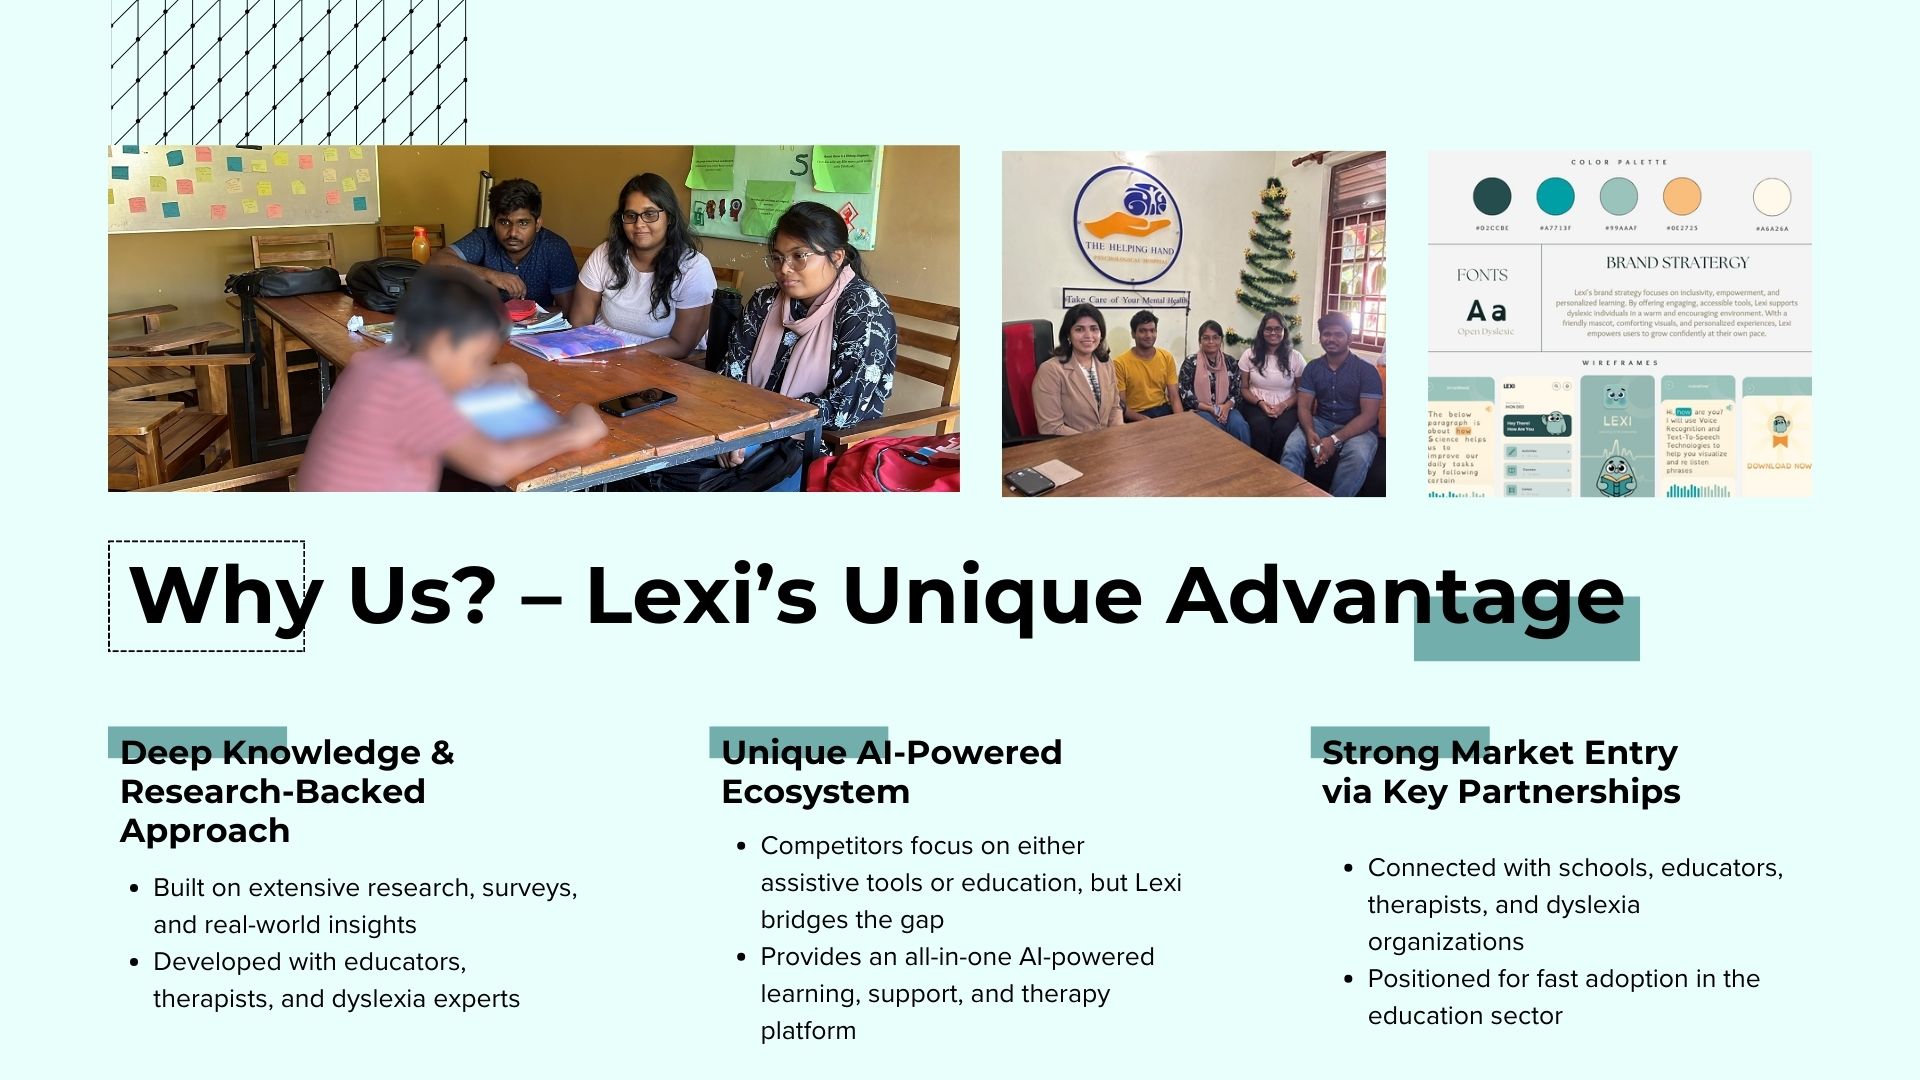 S
THE HELPING HAND
PSYCHOLOGICAL HOSPITAL
Take Care of Your Mental Health
COLOR PALETTE
#D2CCBE
#A7713F
#99AAAF
#0E2725
#A6A26A
FONTS
Aa
Open Dyslexic
BRAND STRATERGY
Lexi's brand strategy focuses on inclusivity, empowerment, and
personalized learning. By offering engaging, accessible tools, Lexi supports
dyslexic individuals in a warm and encouraging environment. With a
friendly mascot, comforting visuals, and personalized experiences, Lexi
empowers users to grow confidently at their own pace.
WIREFRAMES
The below
paragraph is
about how
Science helps
us to
improve our
daily tasks
by following
certain
LEXI
Hey There!
How Are You
LEXI
Hi, how are you?
I will use Voice
Recognition and
Text-To-Speech
Technologies to
help you visualize
and re listen
phrases
DOWNLOAD NOW
Why Us? – Lexi’s Unique Advantage
Deep Knowledge &
Research-Backed
Approach
• Built on extensive research, surveys,
and real-world insights
• Developed with educators,
therapists, and dyslexia experts
Unique AI-Powered
Ecosystem
• Competitors focus on either
assistive tools or education, but Lexi
bridges the gap
• Provides an all-in-one AI-powered
learning, support, and therapy
platform
Strong Market Entry
via Key Partnerships
• Connected with schools, educators,
therapists, and dyslexia
organizations
• Positioned for fast adoption in the
education sector